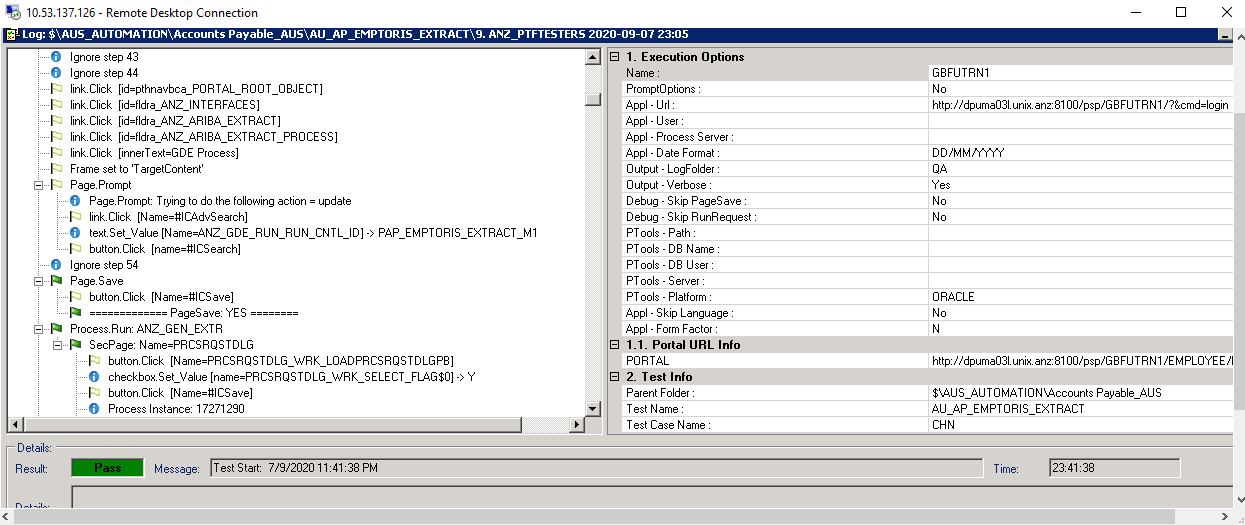 10.53.137.126 - Remote Desktop Connection
Log: $\AUS_AUTOMATION\Accounts Payable_AUS\AU_AP_EMPTORIS_EXTRACT\9. ANZ_PTFTESTERS 2020-09-07 23:05
Ignore step 43
Ignore step 44
link.Click [id=pthnavbca_PORTAL_ROOT_OBJECT]
link.Click [id=fldra_ANZ_INTERFACES]
link.Click [id=fldra_ANZ_ARIBA_EXTRACT]
link.Click [id=fldra_ANZ_ARIBA_EXTRACT_PROCESS]
link.Click [innerText=GDE Process]
Frame set to 'TargetContent'
Page.Prompt
Page.Prompt: Trying to do the following action = update
link.Click [Name=#ICAdvSearch]
text.Set_Value [Name=ANZ_GDE_RUN_RUN_CNTL_ID] -> PAP_EMPTORIS_EXTRACT_M1
button.Click [name=#ICSearch]
Ignore step 54
Page.Save
button.Click [Name=#ICSave]
============= PageSave: YES ========
Process.Run: ANZ_GEN_EXTR
SecPage: Name=PRCSRQSTDLG
button.Click [Name=PRCSRQSTDLG_WRK_LOADPRCSRQSTDLGPB]
checkbox.Set_Value [name=PRCSRQSTDLG_WRK_SELECT_FLAG$0] -> Y
button.Click [Name=#ICSave]
Process Instance: 17271290
1. Execution Options
Name : GBFUTRN1
PromptOptions : No
Appl - Url : http://dpuma03l.unix.anz:8100/psp/GBFUTRN1/?&cmd=login
Appl - User :
Appl - Process Server :
Appl - Date Format : DD/MM/YYYY
Output - LogFolder : QA
Output - Verbose : Yes
Debug - Skip PageSave : No
Debug - Skip RunRequest : No
PTools - Path :
PTools - DB Name :
PTools - DB User :
PTools - Server :
PTools - Platform : ORACLE
Appl - Skip Language : No
Appl - Form Factor : N
1.1. Portal URL Info
PORTAL http://dpuma03l.unix.anz:8100/psp/GBFUTRN1/EMPLOYEE/
2. Test Info
Parent Folder : $\AUS_AUTOMATION\Accounts Payable_AUS
Test Name : AU_AP_EMPTORIS_EXTRACT
Test Case Name : CHN
Details:
Result: Pass Message: Test Start: 7/9/2020 11:41:38 PM Time: 23:41:38
Details: